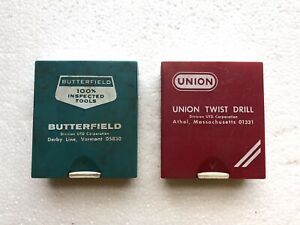 BUTTERFIELD
100%
INSPECTED
TOOLS
BUTTERFIELD
Division UTD Corporation
Derby Line, Vermont 05830
UNION
UNION TWIST DRILL
Division UTD Corporation
Athol, Massachusetts 01331